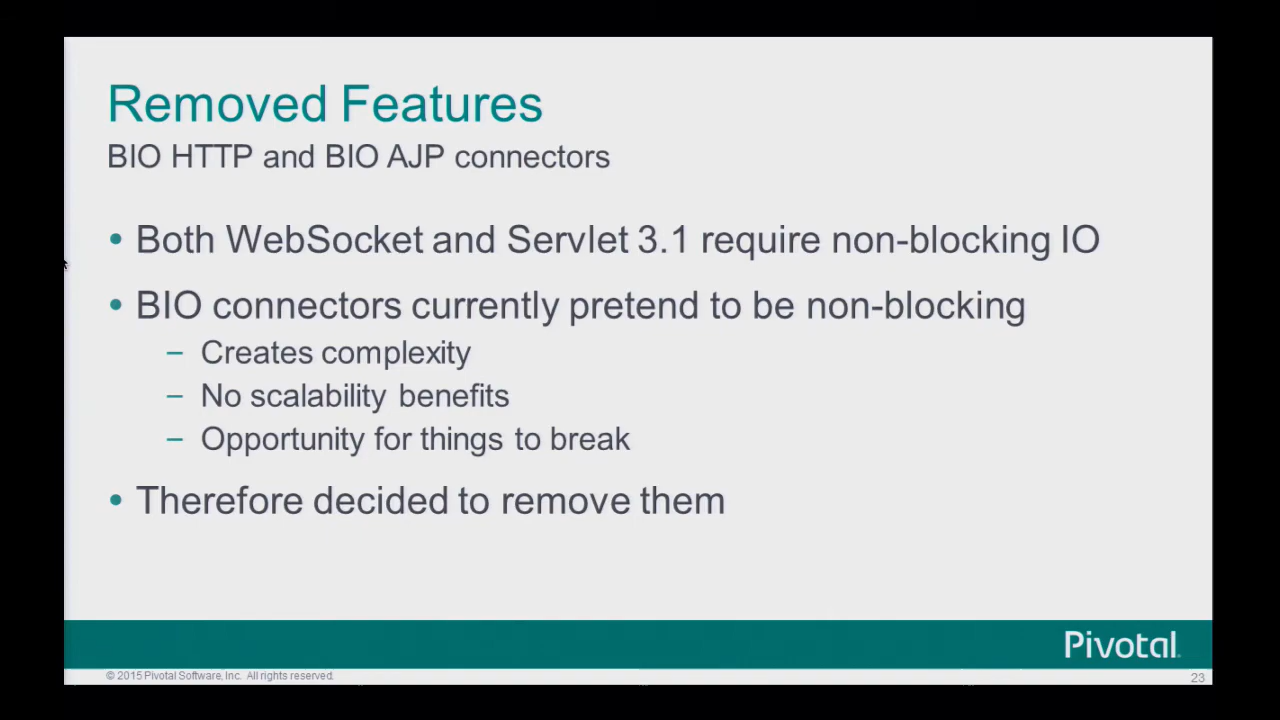 Removed Features
BIO HTTP and BIO AJP connectors
• Both WebSocket and Servlet 3.1 require non-blocking IO
• BIO connectors currently pretend to be non-blocking
– Creates complexity
– No scalability benefits
– Opportunity for things to break
• Therefore decided to remove them
Pivotal
© 2015 Pivotal Software, Inc. All rights reserved.
23